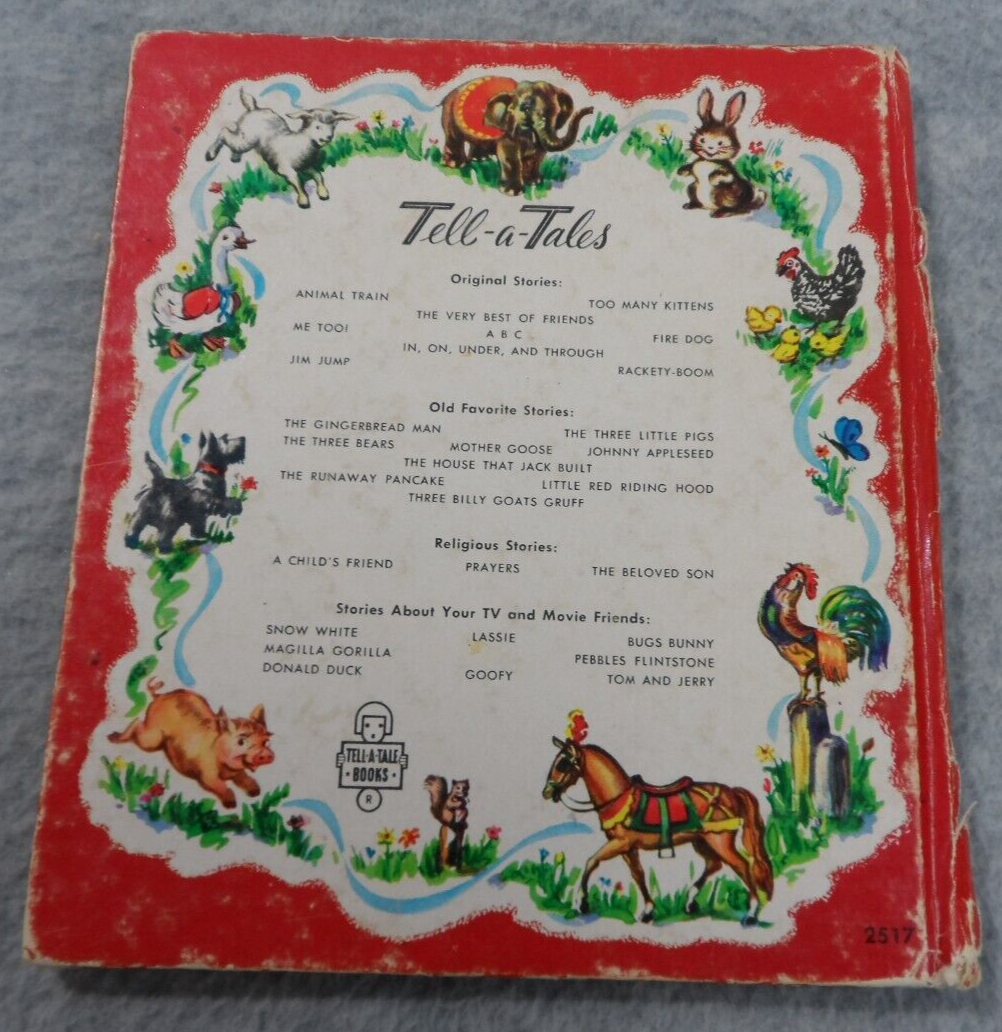 Tell-a-Tales
Original Stories:
ANIMAL TRAIN TOO MANY KITTENS
THE VERY BEST OF FRIENDS
ME TOO! A B C FIRE DOG
IN, ON, UNDER, AND THROUGH
JIM JUMP RACKETY-BOOM
Old Favorite Stories:
THE GINGERBREAD MAN THE THREE LITTLE PIGS
THE THREE BEARS MOTHER GOOSE JOHNNY APPLESEED
THE HOUSE THAT JACK BUILT
THE RUNAWAY PANCAKE LITTLE RED RIDING HOOD
THREE BILLY GOATS GRUFF
Religious Stories:
A CHILD'S FRIEND PRAYERS THE BELOVED SON
Stories About Your TV and Movie Friends:
SNOW WHITE LASSIE BUGS BUNNY
MAGILLA GORILLA PEBBLES FLINTSTONE
DONALD DUCK GOOFY TOM AND JERRY
TELL-A-TALE
• BOOKS •
R
2517